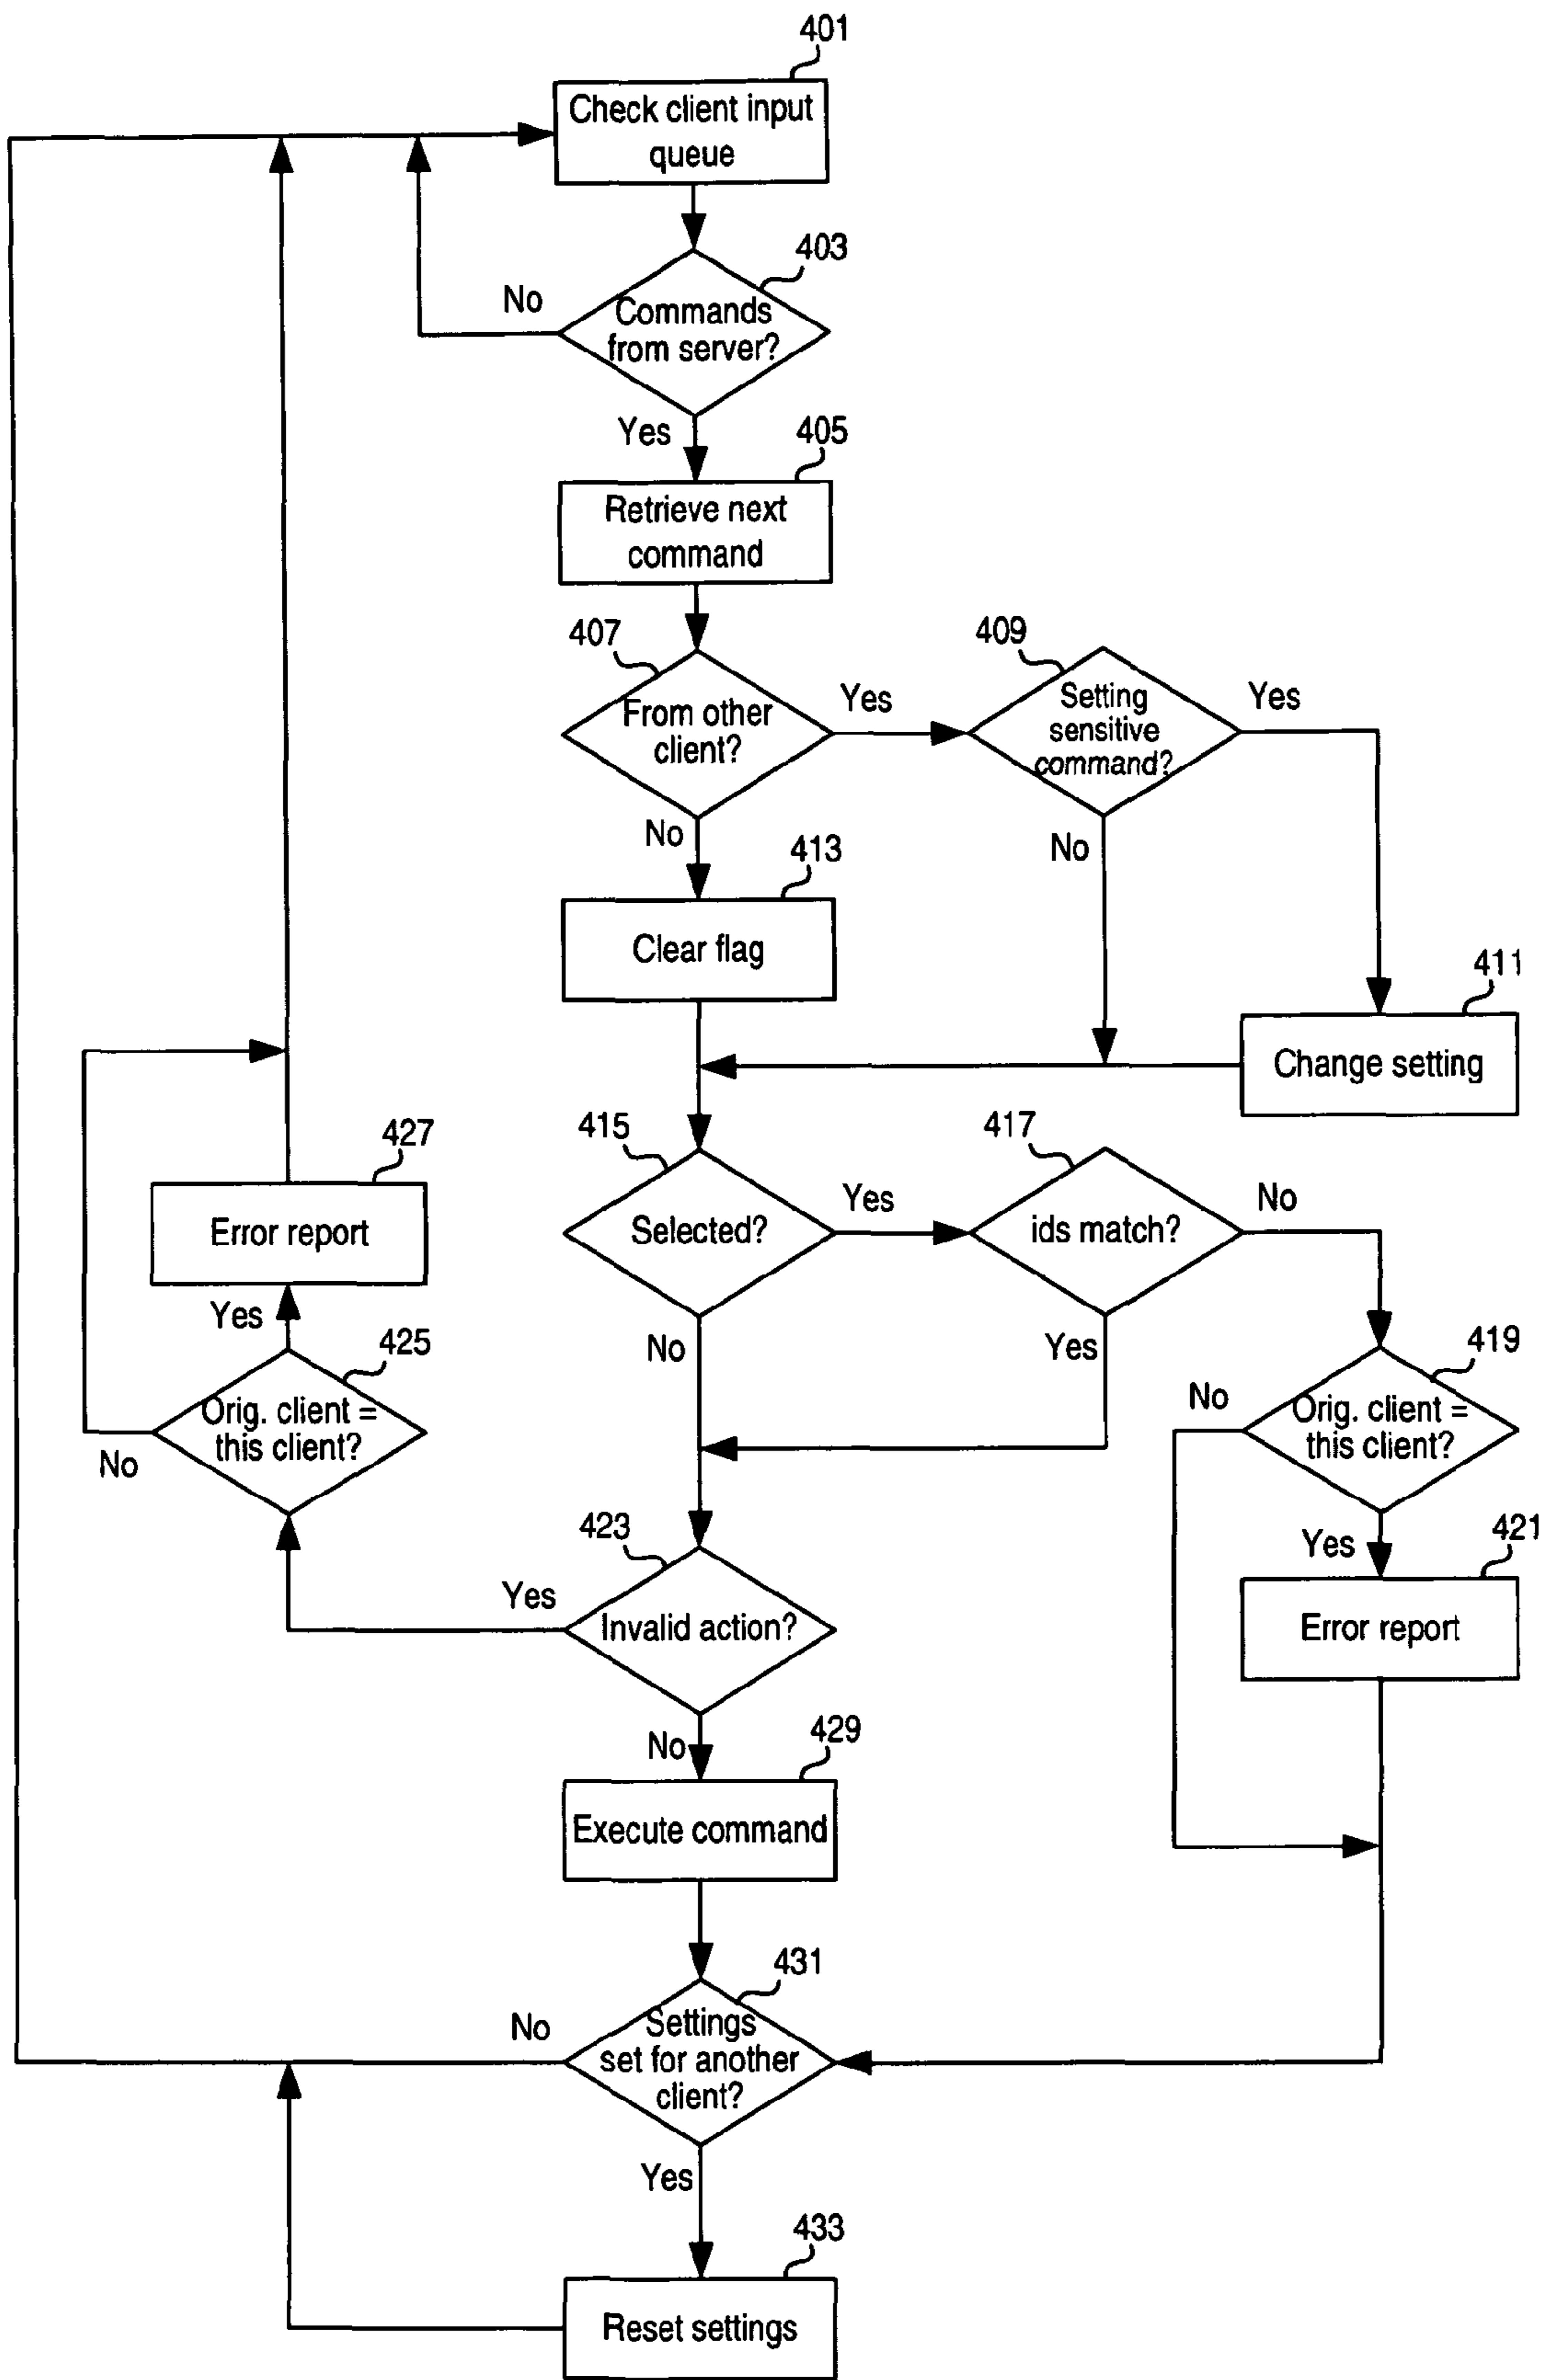 401
Check client input
queue
403
No
Commands
from server?
Yes
405
Retrieve next
command
407
From other
client?
Yes
409
Setting
sensitive
command?
Yes
No
No
413
Clear flag
411
Change setting
415
Selected?
Yes
417
ids match?
No
427
Error report
Yes
No
Yes
425
Orig. client =
this client?
No
419
No
Orig. client =
this client?
423
Yes
Invalid action?
Yes
421
Error report
No
429
Execute command
431
No
Settings
set for another
client?
Yes
433
Reset settings